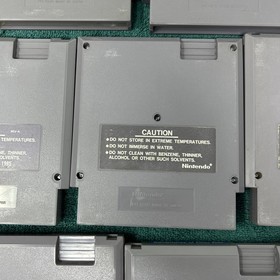 CAUTION
●DO NOT STORE IN EXTREME TEMPERATURES.
●DO NOT IMMERSE IN WATER.
●DO NOT CLEAN WITH BENZENE, THINNER,
ALCOHOL OR OTHER SUCH SOLVENTS.
Nintendo
TEMPERATURES.
THINNER,
SOLVENTS.